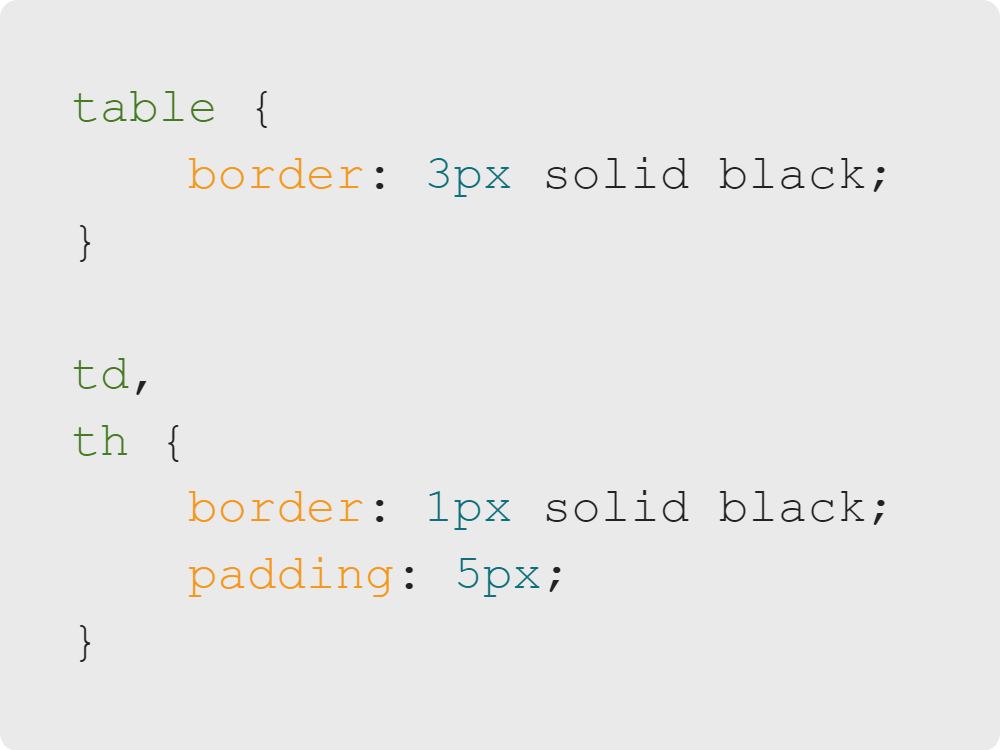 table {
    border: 3px solid black;
}
td,
th {
    border: 1px solid black;
    padding: 5px;
}